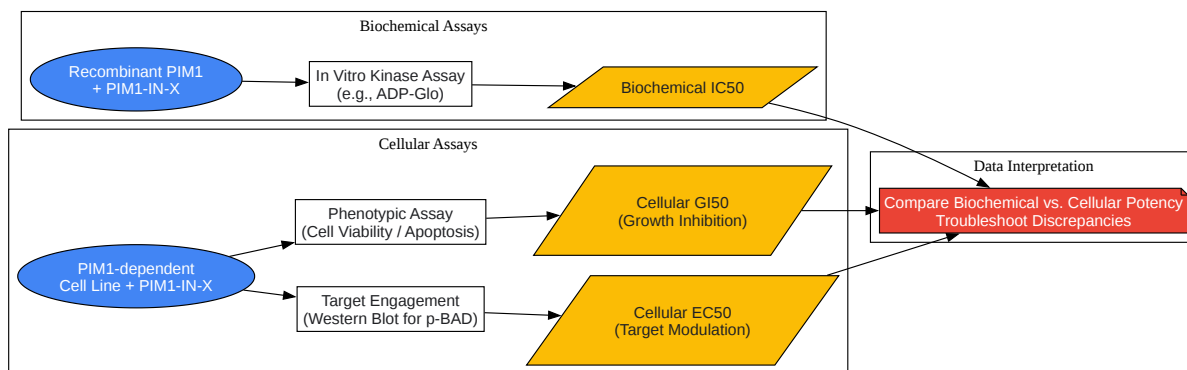 Biochemical Assays
Recombinant PIM1
+ PIM1-IN-X
In Vitro Kinase Assay
(e.g., ADP-Glo)
Biochemical IC50
Cellular Assays
PIM1-dependent
Cell Line + PIM1-IN-X
Phenotypic Assay
(Cell Viability / Apoptosis)
Cellular GI50
(Growth Inhibition)
Target Engagement
(Western Blot for p-BAD)
Cellular EC50
(Target Modulation)
Data Interpretation
Compare Biochemical vs. Cellular Potency
Troubleshoot Discrepancies